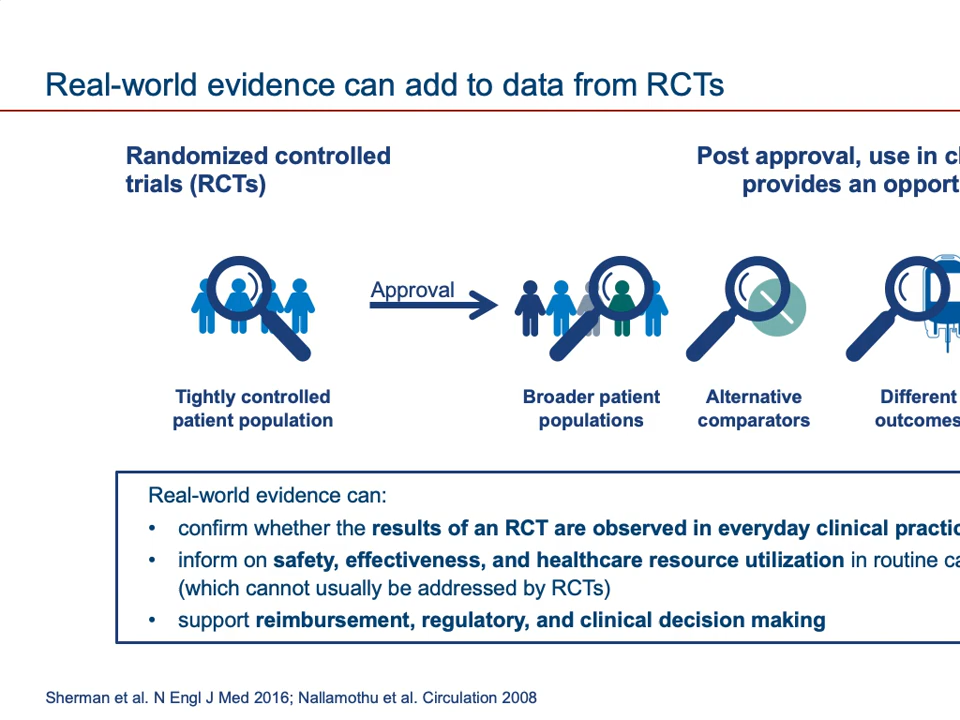 Real-world evidence can add to data from RCTs
Randomized controlled
trials (RCTs)
Post approval, use in
provides an
Approval
Tightly controlled
patient population
Broader patient
populations
Alternative
comparators
Different
outcomes
Real-world evidence can:
• confirm whether the results of an RCT are observed in everyday clinical
• inform on safety, effectiveness, and healthcare resource utilization in routine
(which cannot usually be addressed by RCTs)
• support reimbursement, regulatory, and clinical decision making
Sherman et al. N Engl J Med 2016; Nallamothu et al. Circulation 2008